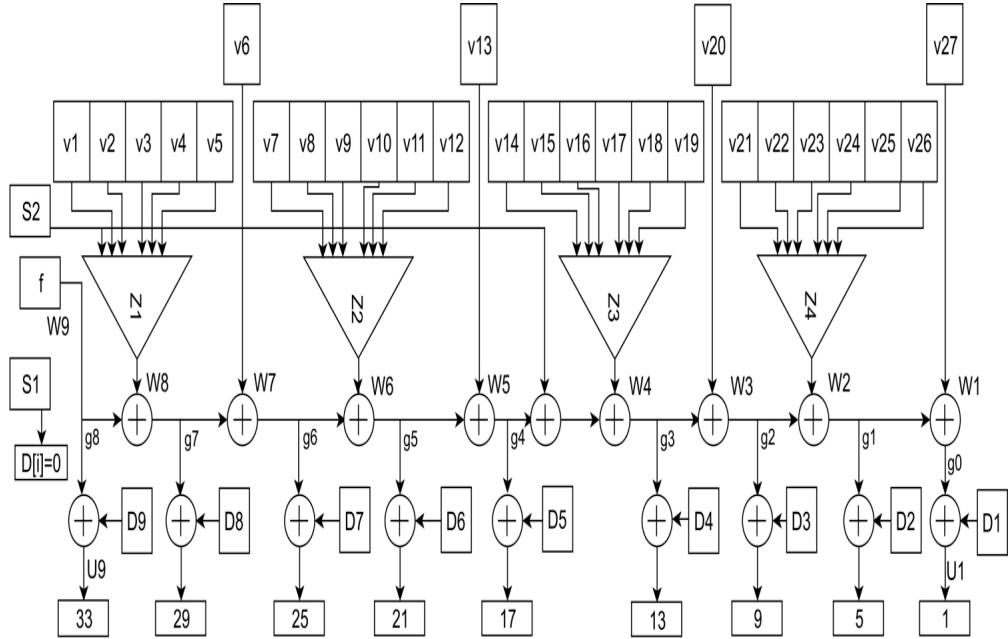 v6 v13 v20 v27
v1 v2 v3 v4 v5 v7 v8 v9 v10 v11 v12 v14 v15 v16 v17 v18 v19 v21 v22 v23 v24 v25 v26
S2
f
Z1 Z2 Z3 Z4
W9
S1
W8 W7 W6 W5 W4 W3 W2 W1
g8 g7 g6 g5 g4 g3 g2 g1 g0
D[i]=0
D9 D8 D7 D6 D5 D4 D3 D2 D1
U9 U1
33 29 25 21 17 13 9 5 1